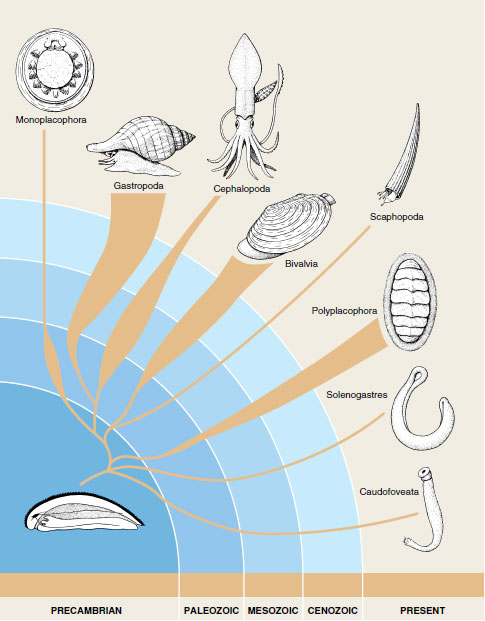 Monoplacophora
Gastropoda
Cephalopoda
Scaphopoda
Bivalvia
Polyplacophora
Solenogastres
Caudofoveata
PRECAMBRIAN PALEOZOIC MESOZOIC CENOZOIC PRESENT